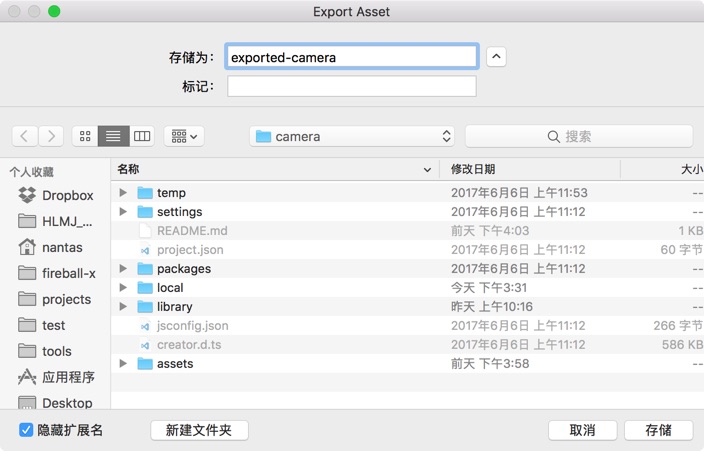 Export Asset
存储为： exported-camera
标记：
camera
搜索
个人收藏
Dropbox
HLMJ_...
nantas
fireball-x
projects
test
tools
应用程序
Desktop
名称 修改日期 大小
temp 2017年6月6日 上午11:53 --
settings 2017年6月6日 上午11:12 --
README.md 前天 下午4:03 1 KB
project.json 2017年6月6日 上午11:12 60 字节
packages 2017年6月6日 上午11:12 --
local 今天 下午3:31 --
library 昨天 上午10:16 --
jsconfig.json 2017年6月6日 上午11:12 266 字节
creator.d.ts 2017年6月6日 上午11:12 586 KB
assets 前天 下午3:58 --
隐藏扩展名 新建文件夹 取消 存储